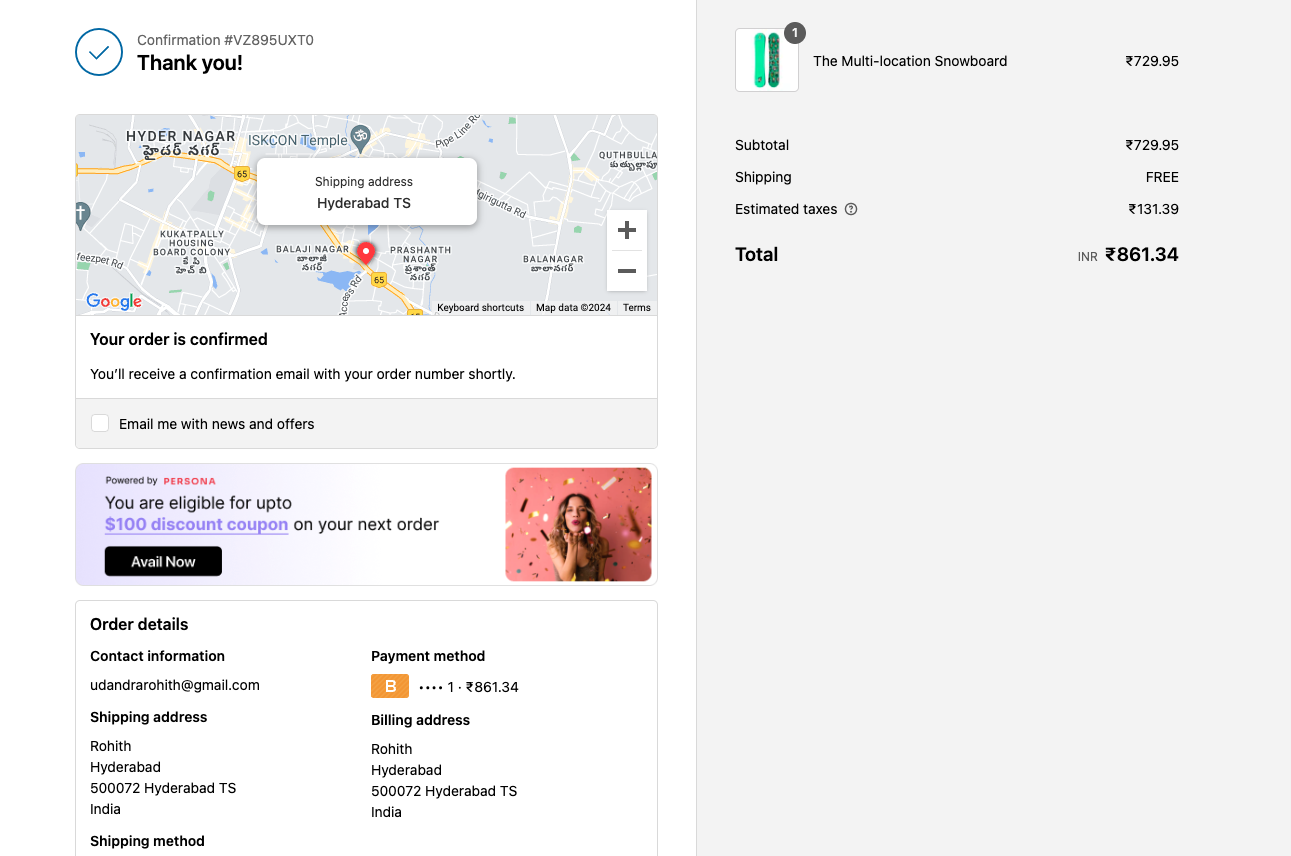 Confirmation #VZ895UXT0
Thank you!
HYDER NAGAR
హైదర్ నగర్
ISKCON Temple
Pipe Line Rd
QUTHBULLA
కుత్బుల్లాపు
65
Shipping address
Hyderabad TS
dgirigutta Rd
KUKATPALLY
HOUSING
BOARD COLONY
కే పి
హెచ్ బి
BALAJI NAGAR
బాలాజీ
నగర్
PRASHANTH
NAGAR
ప్రశాంత్
నగర్
BALANAGAR
బాలానగర్
feezpet Rd
65
Access Rd
65
Google
Keyboard shortcuts
Map data ©2024
Terms
Your order is confirmed
You’ll receive a confirmation email with your order number shortly.
Email me with news and offers
Powered by PERSONA
You are eligible for upto
$100 discount coupon on your next order
Avail Now
Order details
Contact information
udandrarohith@gmail.com
Shipping address
Rohith
Hyderabad
500072 Hyderabad TS
India
Shipping method
Payment method
B •••• 1 · ₹861.34
Billing address
Rohith
Hyderabad
500072 Hyderabad TS
India
1
The Multi-location Snowboard ₹729.95
Subtotal ₹729.95
Shipping FREE
Estimated taxes ? ₹131.39
Total INR ₹861.34